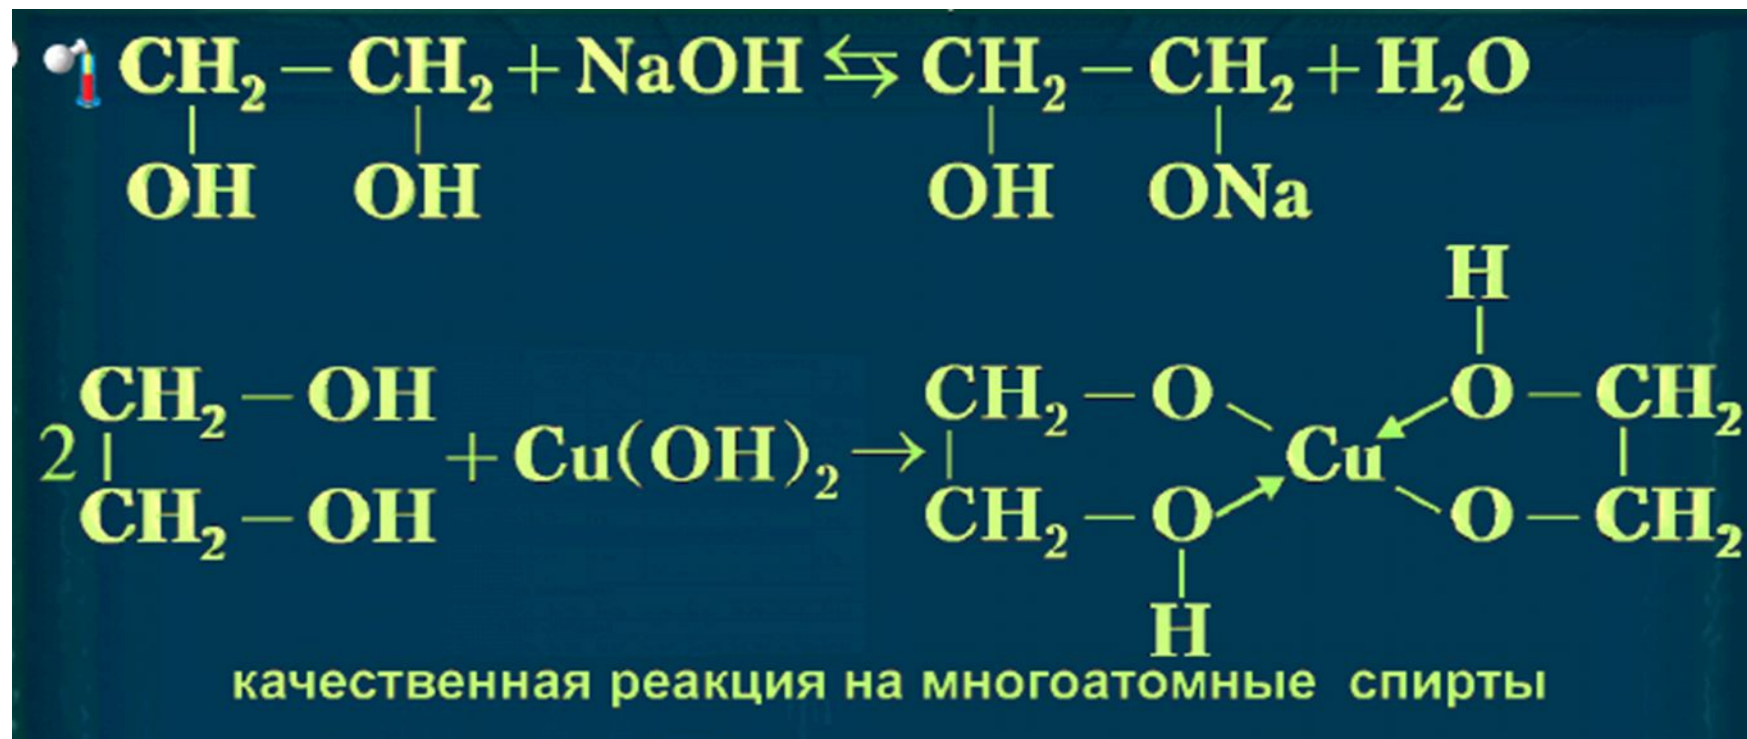 CH₂ – CH₂ + NaOH ⇆ CH₂ – CH₂ + H₂O
OH OH OH ONa
H
CH₂ – OH CH₂ – O O – CH₂
2 + Cu(OH)₂ → Cu
CH₂ – OH CH₂ – O O – CH₂
H
качественная реакция на многоатомные спирты